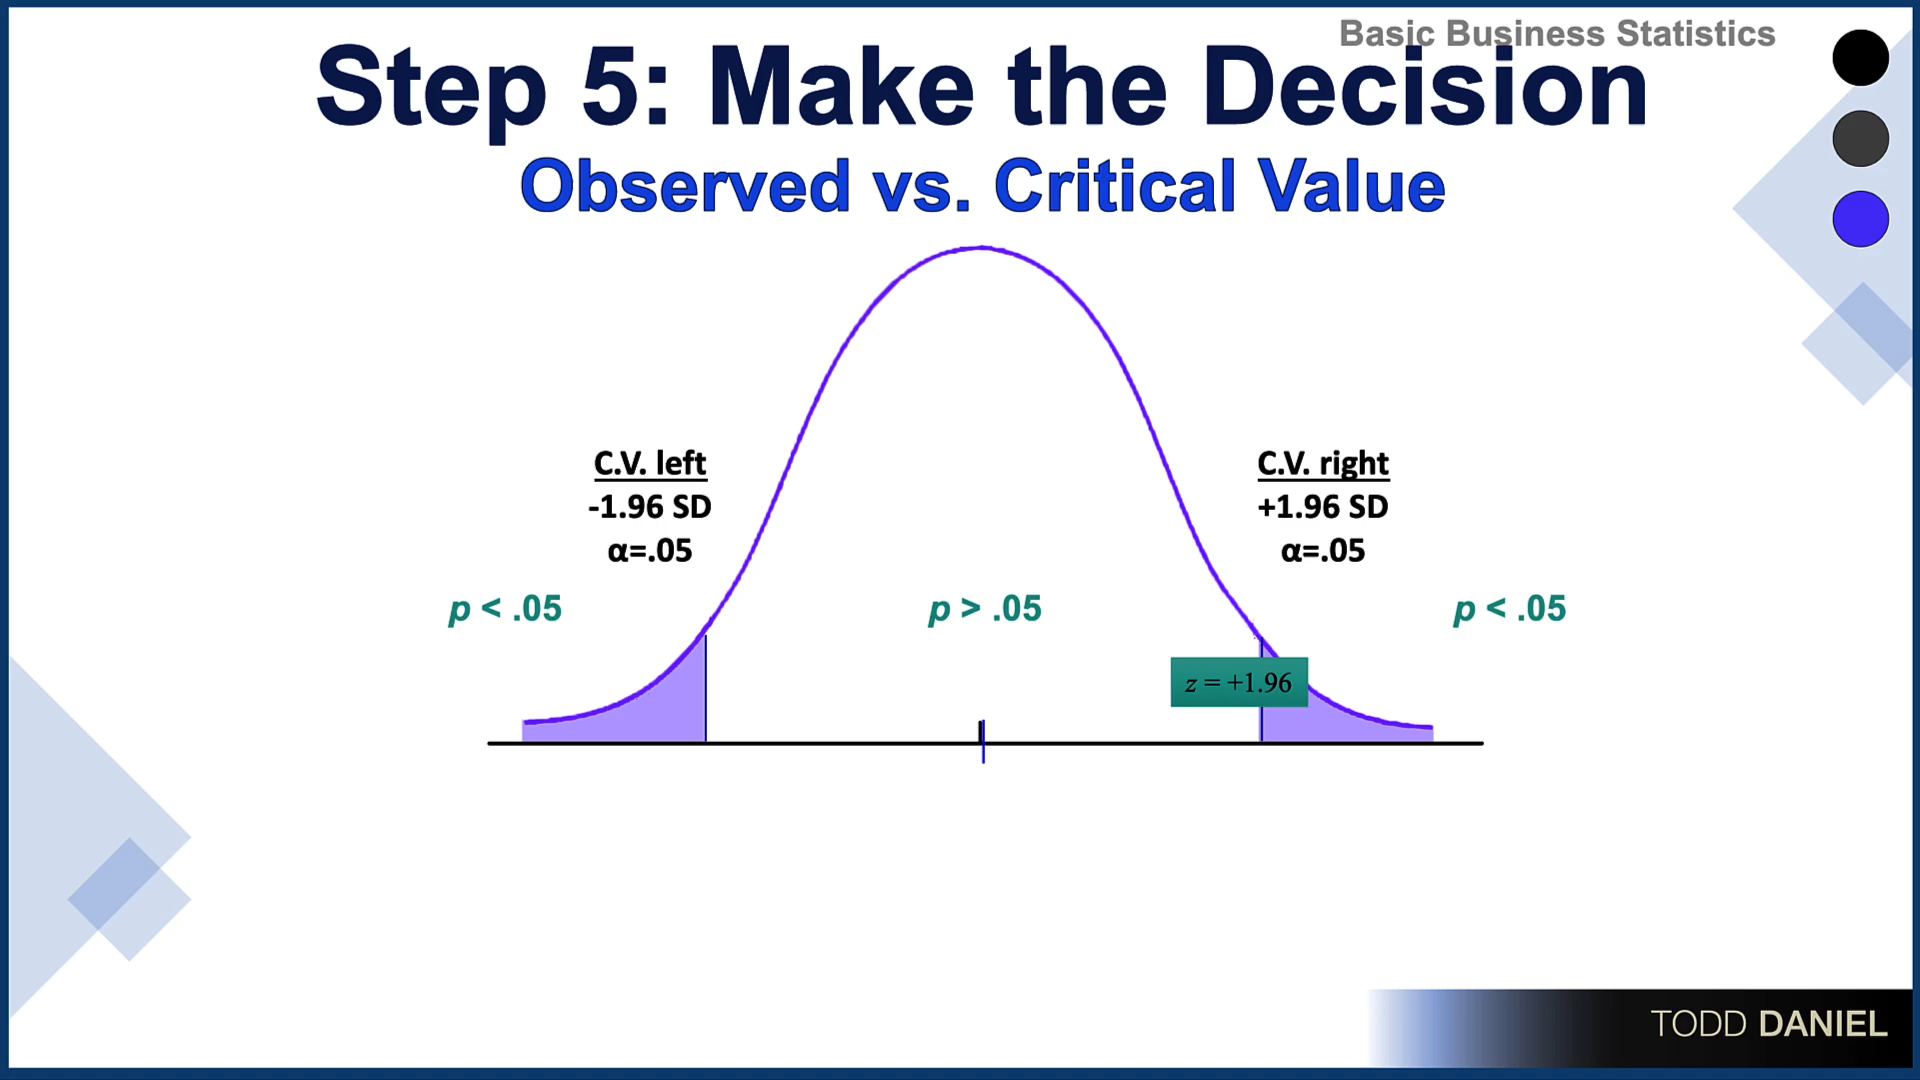 Basic Business Statistics
Step 5: Make the Decision
Observed vs. Critical Value
C.V. left
-1.96 SD
α=.05
C.V. right
+1.96 SD
α=.05
p < .05
p > .05
p < .05
z = +1.96
TODD DANIEL